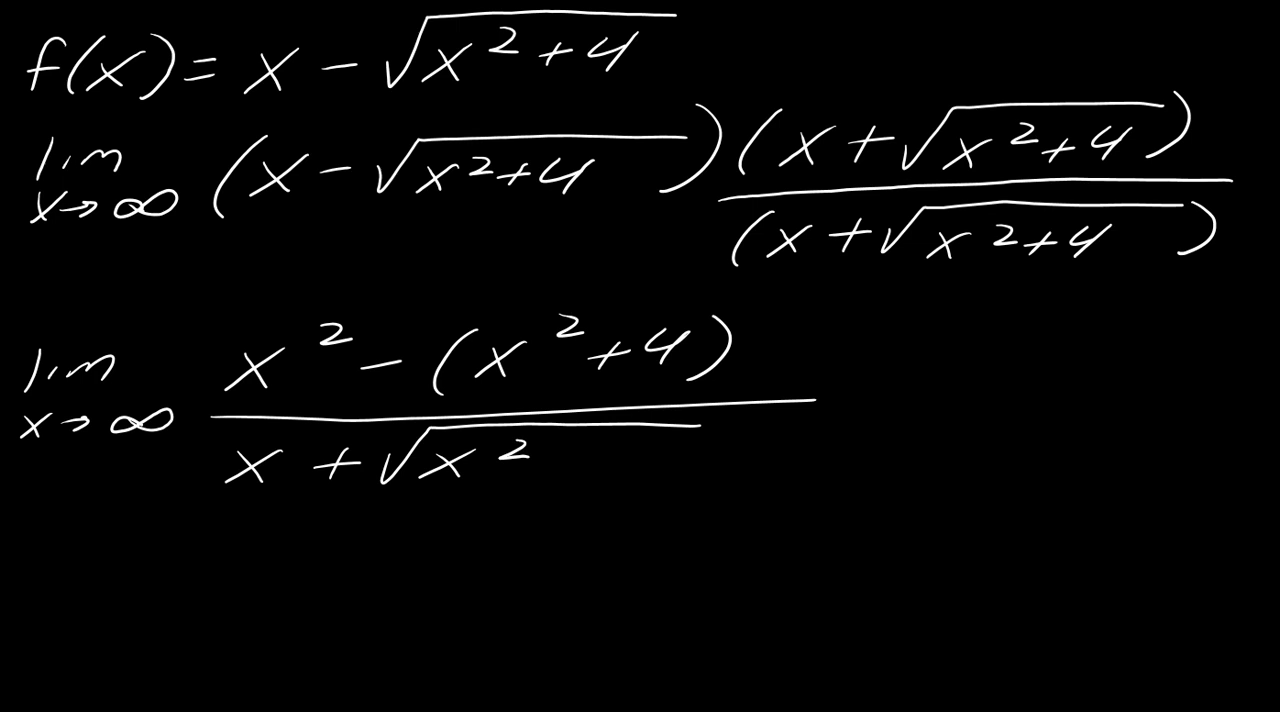 f(x) = x - √(x²+4)
lim x→∞ (x - √(x²+4)) (x + √(x²+4)) / (x + √(x²+4))
lim x→∞ x² - (x²+4) / x + √(x²